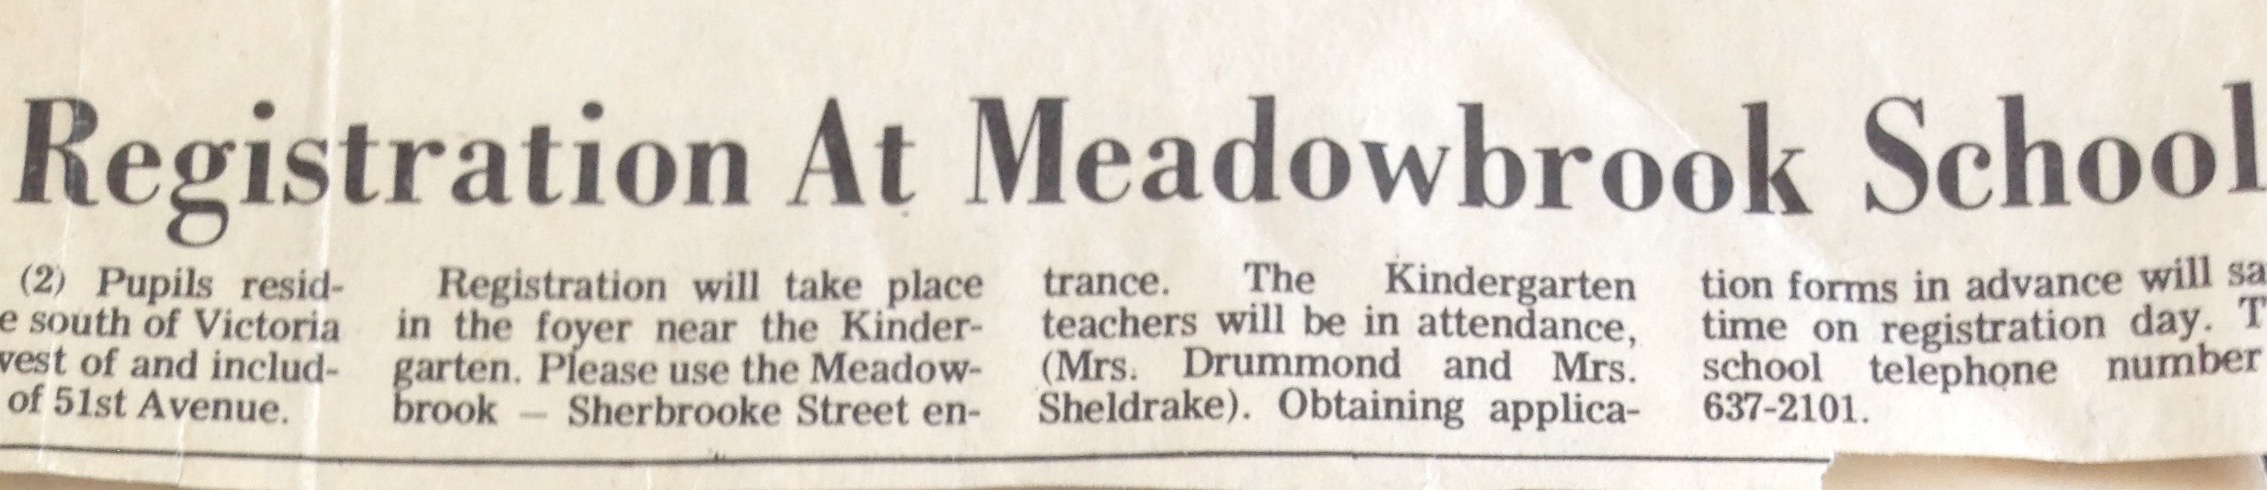 Registration At Meadowbrook School
(2) Pupils resid-
e south of Victoria
west of and includ-
of 51st Avenue.
Registration will take place
in the foyer near the Kinder-
garten. Please use the Meadow-
brook — Sherbrooke Street en-
trance. The Kindergarten
teachers will be in attendance,
(Mrs. Drummond and Mrs.
Sheldrake). Obtaining applica-
tion forms in advance will sa
time on registration day. T
school telephone number
637-2101.